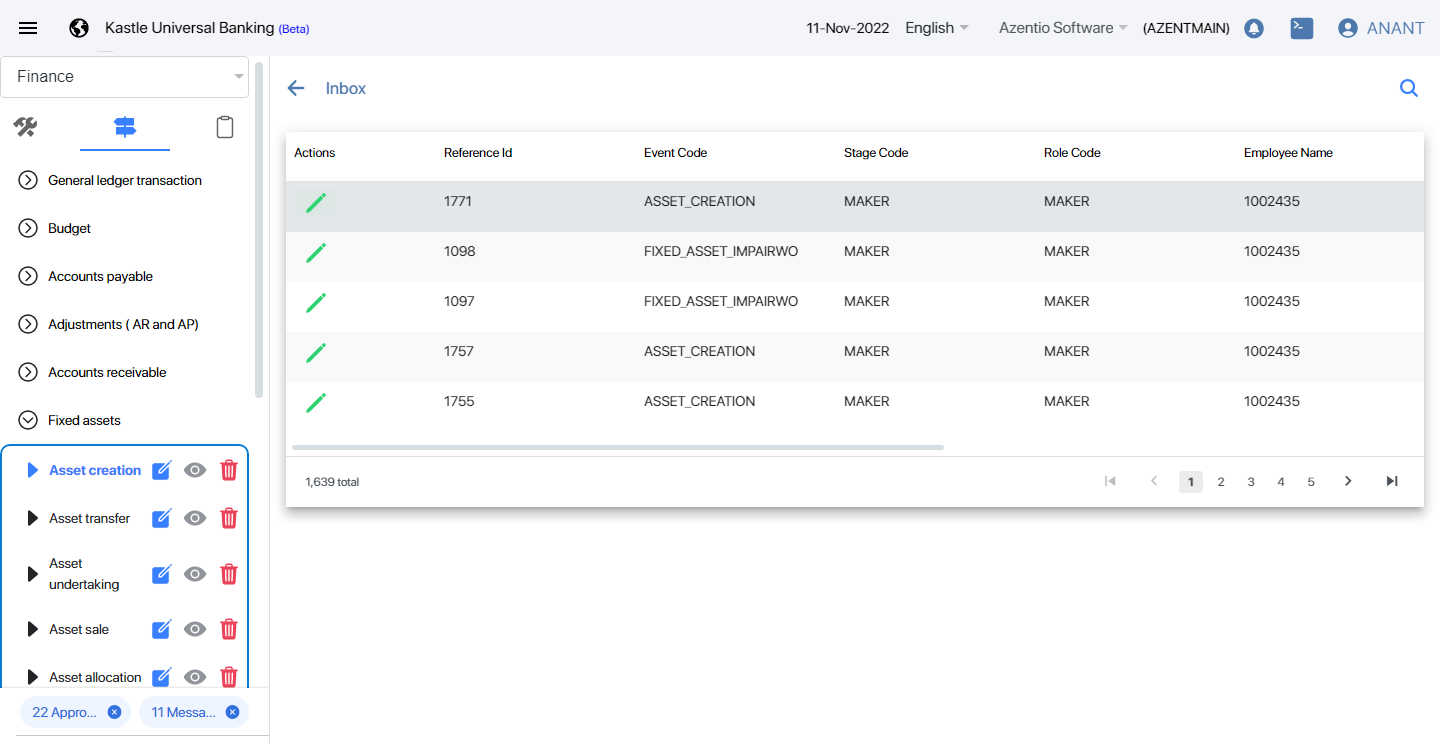 Kastle Universal Banking (Beta)
11-Nov-2022 English Azentio Software (AZENTMAIN) ANANT
Finance
General ledger transaction
Budget
Accounts payable
Adjustments ( AR and AP)
Accounts receivable
Fixed assets
Asset creation
Asset transfer
Asset
undertaking
Asset sale
Asset allocation
22 Appro... 11 Messa...
Inbox
Actions Reference Id Event Code Stage Code Role Code Employee Name
1771 ASSET_CREATION MAKER MAKER 1002435
1098 FIXED_ASSET_IMPAIRWO MAKER MAKER 1002435
1097 FIXED_ASSET_IMPAIRWO MAKER MAKER 1002435
1757 ASSET_CREATION MAKER MAKER 1002435
1755 ASSET_CREATION MAKER MAKER 1002435
1,639 total 1 2 3 4 5